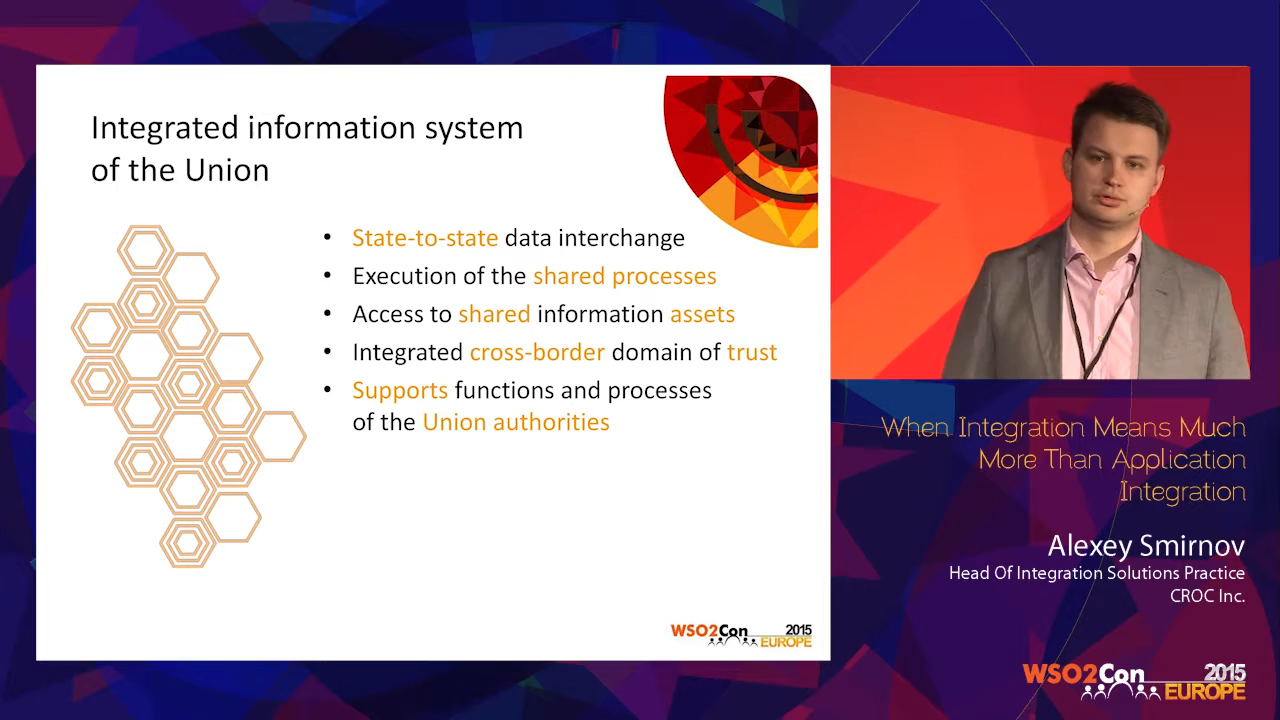 Integrated information system
of the Union
• State-to-state data interchange
• Execution of the shared processes
• Access to shared information assets
• Integrated cross-border domain of trust
• Supports functions and processes
of the Union authorities
WSO2Con 2015
EUROPE
When Integration Means Much
More Than Application
Integration
Alexey Smirnov
Head Of Integration Solutions Practice
CROC Inc.
WSO2Con 2015
EUROPE